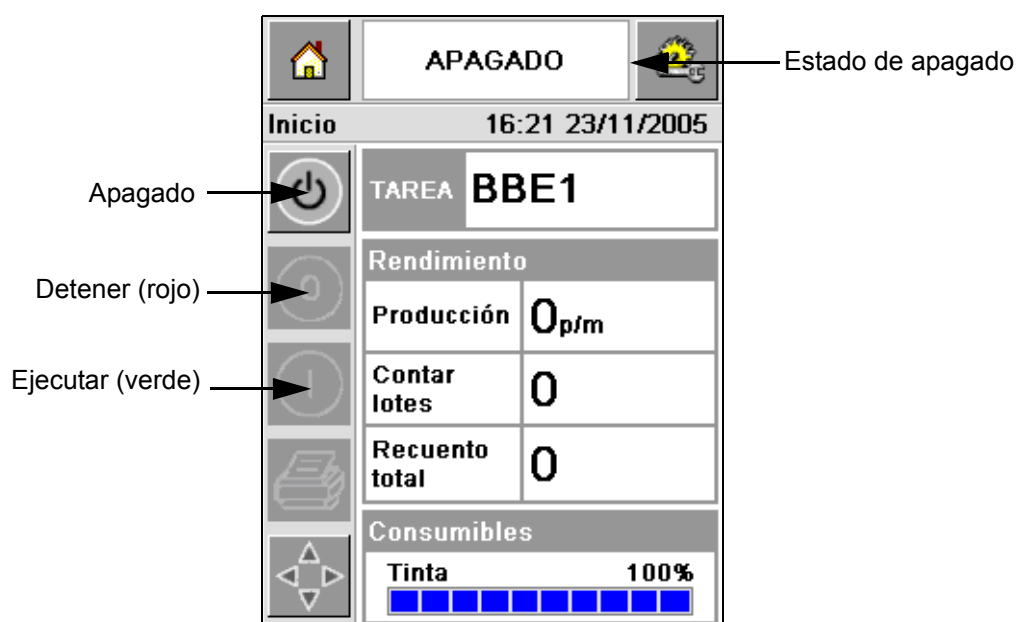 APAGADO
Estado de apagado
Inicio 16:21 23/11/2005
Apagado
TAREA BBE1
Rendimiento
Detener (rojo)
0
Producción 0p/m
Ejecutar (verde)
I
Contar
lotes 0
Recuento
total 0
Consumibles
Tinta 100%